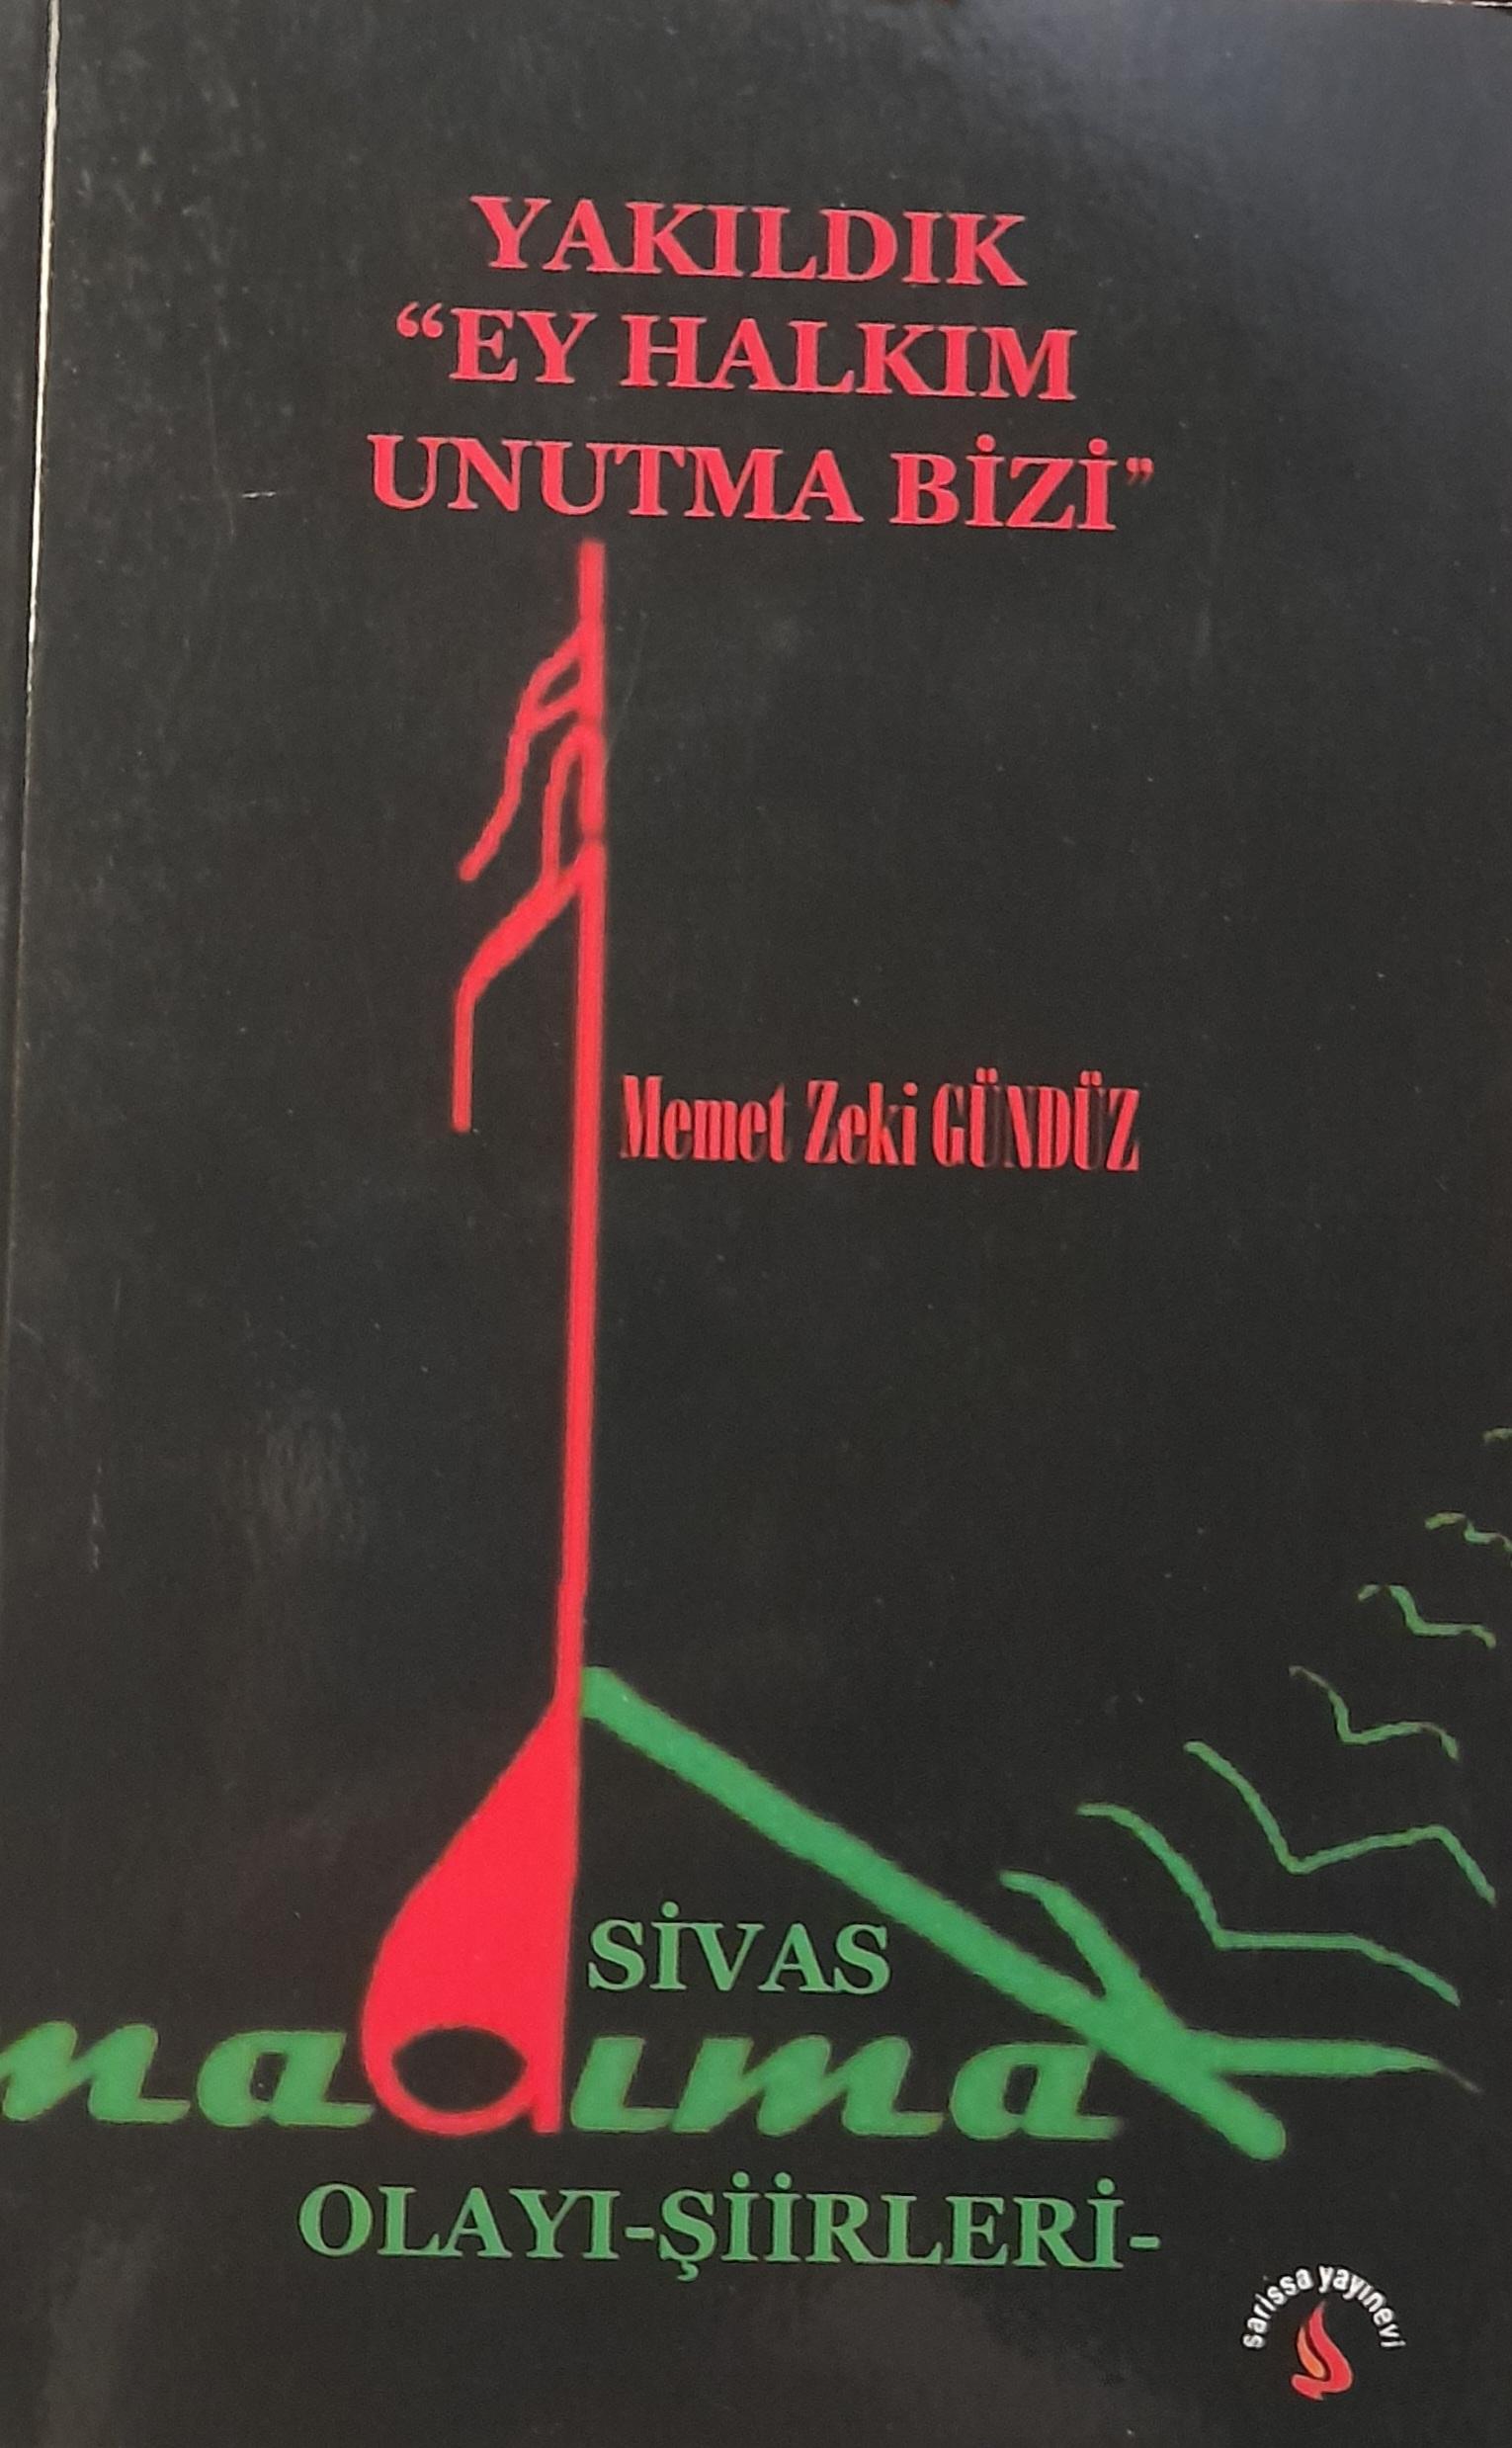 YAKILDIK
“EY HALKIM
UNUTMA BİZİ”
Memet Zeki GÜNDÜZ
SİVAS
madımak
OLAYI-ŞİİRLERİ-
sarissa yayınevi